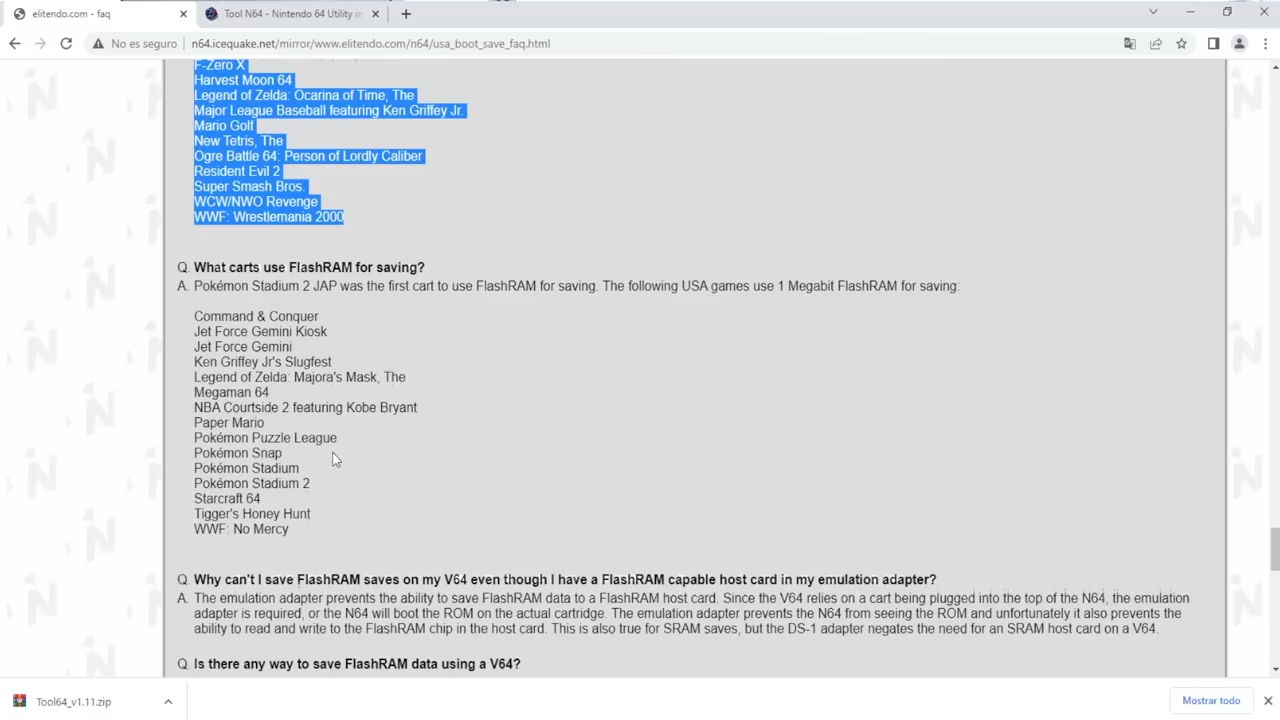 elitendo.com - faq
Tool N64 - Nintendo 64 Utility in
No es seguro
n64.icequake.net/mirror/www.elitendo.com/n64/usa_boot_save_faq.html
F-Zero X
Harvest Moon 64
Legend of Zelda: Ocarina of Time, The
Major League Baseball featuring Ken Griffey Jr.
Mario Golf
New Tetris, The
Ogre Battle 64: Person of Lordly Caliber
Resident Evil 2
Super Smash Bros.
WCW/NWO Revenge
WWF: Wrestlemania 2000
Q. What carts use FlashRAM for saving?
A. Pokémon Stadium 2 JAP was the first cart to use FlashRAM for saving. The following USA games use 1 Megabit FlashRAM for saving:
Command & Conquer
Jet Force Gemini Kiosk
Jet Force Gemini
Ken Griffey Jr's Slugfest
Legend of Zelda: Majora's Mask, The
Megaman 64
NBA Courtside 2 featuring Kobe Bryant
Paper Mario
Pokémon Puzzle League
Pokémon Snap
Pokémon Stadium
Pokémon Stadium 2
Starcraft 64
Tigger's Honey Hunt
WWF: No Mercy
Q. Why can't I save FlashRAM saves on my V64 even though I have a FlashRAM capable host card in my emulation adapter?
A. The emulation adapter prevents the ability to save FlashRAM data to a FlashRAM host card. Since the V64 relies on a cart being plugged into the top of the N64, the emulation
adapter is required, or the N64 will boot the ROM on the actual cartridge. The emulation adapter prevents the N64 from seeing the ROM and unfortunately it also prevents the
ability to read and write to the FlashRAM chip in the host card. This is also true for SRAM saves, but the DS-1 adapter negates the need for an SRAM host card on a V64.
Q. Is there any way to save FlashRAM data using a V64?
Tool64_v1.11.zip
Mostrar todo